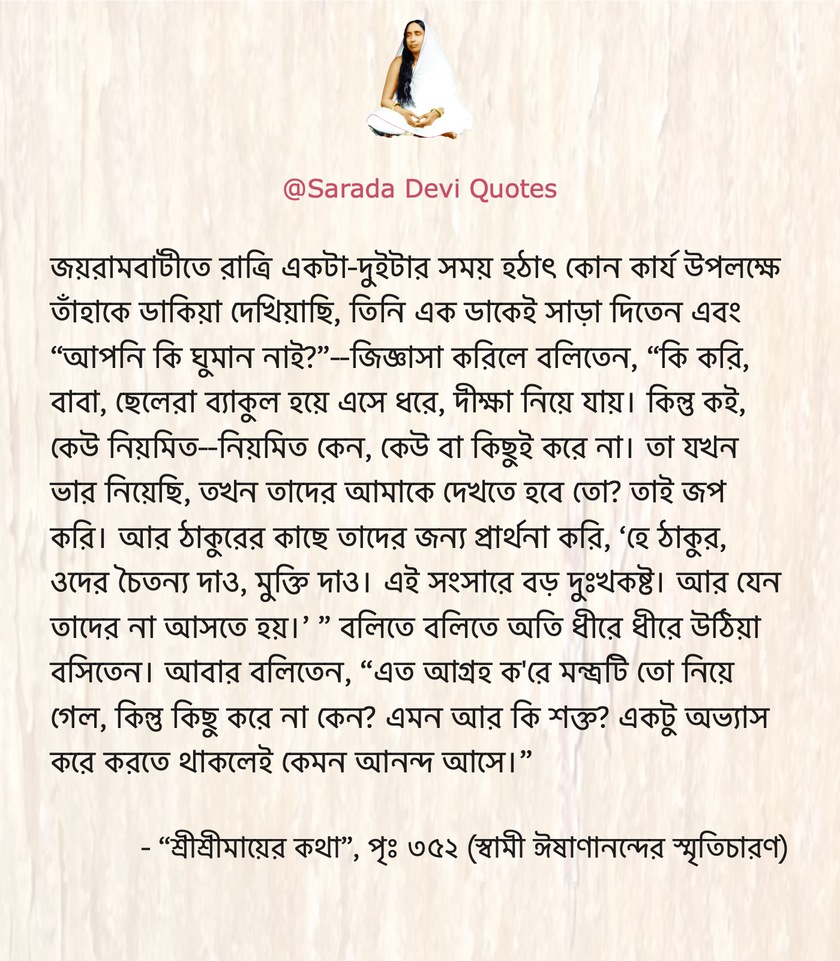 @Sarada Devi Quotes
জয়রামবাটীতে রাত্রি একটা-দুইটার সময় হঠাৎ কোন কার্য উপলক্ষে
তাঁহাকে ডাকিয়া দেখিয়াছি, তিনি এক ডাকেই সাড়া দিতেন এবং
“আপনি কি ঘুমান নাই?”--জিজ্ঞাসা করিলে বলিতেন, “কি করি,
বাবা, ছেলেরা ব্যাকুল হয়ে এসে ধরে, দীক্ষা নিয়ে যায়। কিন্তু কই,
কেউ নিয়মিত--নিয়মিত কেন, কেউ বা কিছুই করে না। তা যখন
ভার নিয়েছি, তখন তাদের আমাকে দেখতে হবে তো? তাই জপ
করি। আর ঠাকুরের কাছে তাদের জন্য প্রার্থনা করি, ‘হে ঠাকুর,
ওদের চৈতন্য দাও, মুক্তি দাও। এই সংসারে বড় দুঃখকষ্ট। আর যেন
তাদের না আসতে হয়।’ ” বলিতে বলিতে অতি ধীরে ধীরে উঠিয়া
বসিতেন। আবার বলিতেন, “এত আগ্রহ ক'রে মন্ত্রটি তো নিয়ে
গেল, কিন্তু কিছু করে না কেন? এমন আর কি শক্ত? একটু অভ্যাস
করে করতে থাকলেই কেমন আনন্দ আসে।”
- “শ্রীশ্রীমায়ের কথা”, পৃঃ ৩৫২ (স্বামী ঈষাণানন্দের স্মৃতিচারণ)